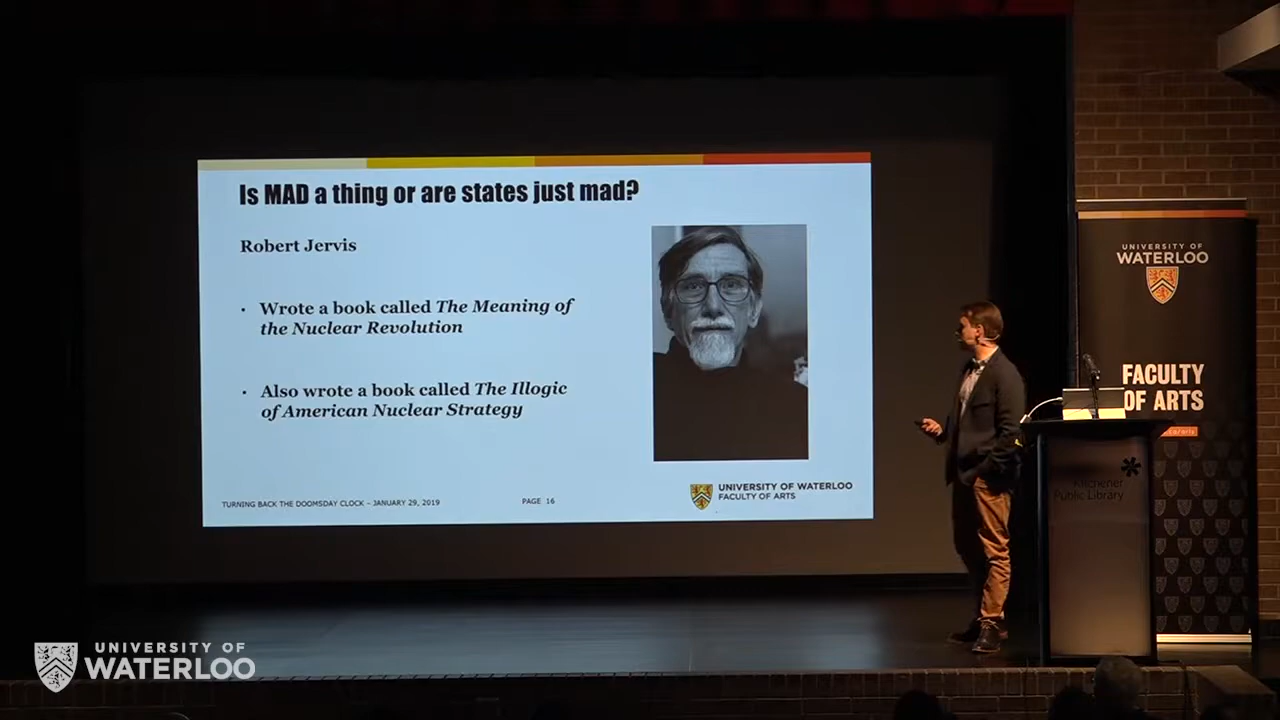 Is MAD a thing or are states just mad?
Robert Jervis
· Wrote a book called The Meaning of
the Nuclear Revolution
· Also wrote a book called The Illogic
of American Nuclear Strategy
TURNING BACK THE DOOMSDAY CLOCK – JANUARY 29, 2019
PAGE 16
UNIVERSITY OF WATERLOO
FACULTY OF ARTS
UNIVERSITY OF
WATERLOO
FACULTY
OF ARTS
Kitchener
Public Library
UNIVERSITY OF
WATERLOO